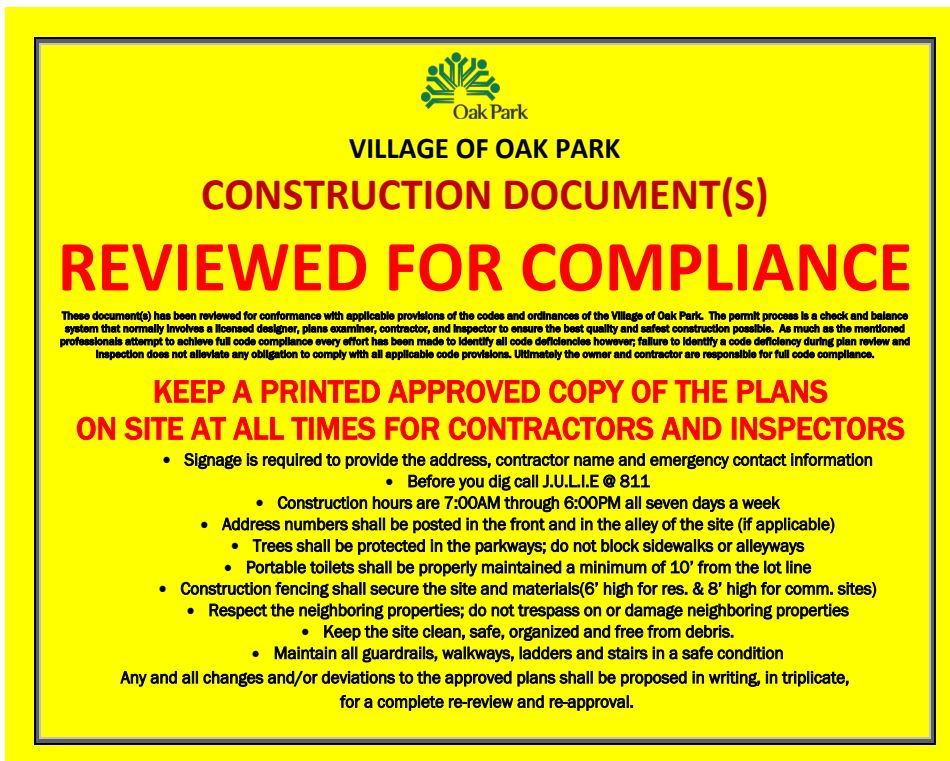 Oak Park
VILLAGE OF OAK PARK
CONSTRUCTION DOCUMENT(S)
REVIEWED FOR COMPLIANCE
These document(s) has been reviewed for conformance with applicable provisions of the codes and ordinances of the Village of Oak Park. The permit process is a check and balance
system that normally involves a licensed designer, plans examiner, contractor, and inspector to ensure the best quality and safest construction possible. As much as the mentioned
professionals attempt to achieve full code compliance every effort has been made to identify all code deficiencies however; failure to identify a code deficiency during plan review and
inspection does not alleviate any obligation to comply with all applicable code provisions. Ultimately the owner and contractor are responsible for full code compliance.
KEEP A PRINTED APPROVED COPY OF THE PLANS
ON SITE AT ALL TIMES FOR CONTRACTORS AND INSPECTORS
• Signage is required to provide the address, contractor name and emergency contact information
• Before you dig call J.U.L.I.E @ 811
• Construction hours are 7:00AM through 6:00PM all seven days a week
• Address numbers shall be posted in the front and in the alley of the site (if applicable)
• Trees shall be protected in the parkways; do not block sidewalks or alleyways
• Portable toilets shall be properly maintained a minimum of 10' from the lot line
• Construction fencing shall secure the site and materials(6' high for res. & 8' high for comm. sites)
• Respect the neighboring properties; do not trespass on or damage neighboring properties
• Keep the site clean, safe, organized and free from debris.
• Maintain all guardrails, walkways, ladders and stairs in a safe condition
Any and all changes and/or deviations to the approved plans shall be proposed in writing, in triplicate,
for a complete re-review and re-approval.